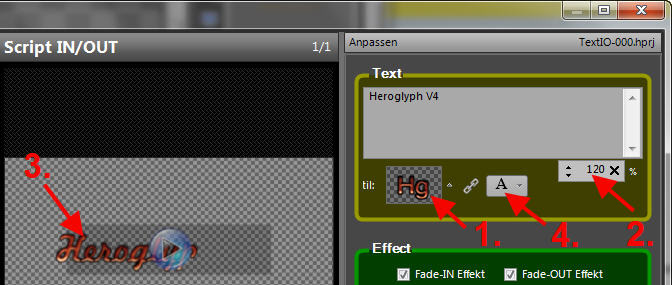 Script IN/OUT
1/1
Anpassen
TextIO-000.hprj
Text
Heroglyph V4
til:
Hg
A
120
%
1.
4.
2.
3.
Effect
Fade-IN Effekt
Fade-OUT Effekt